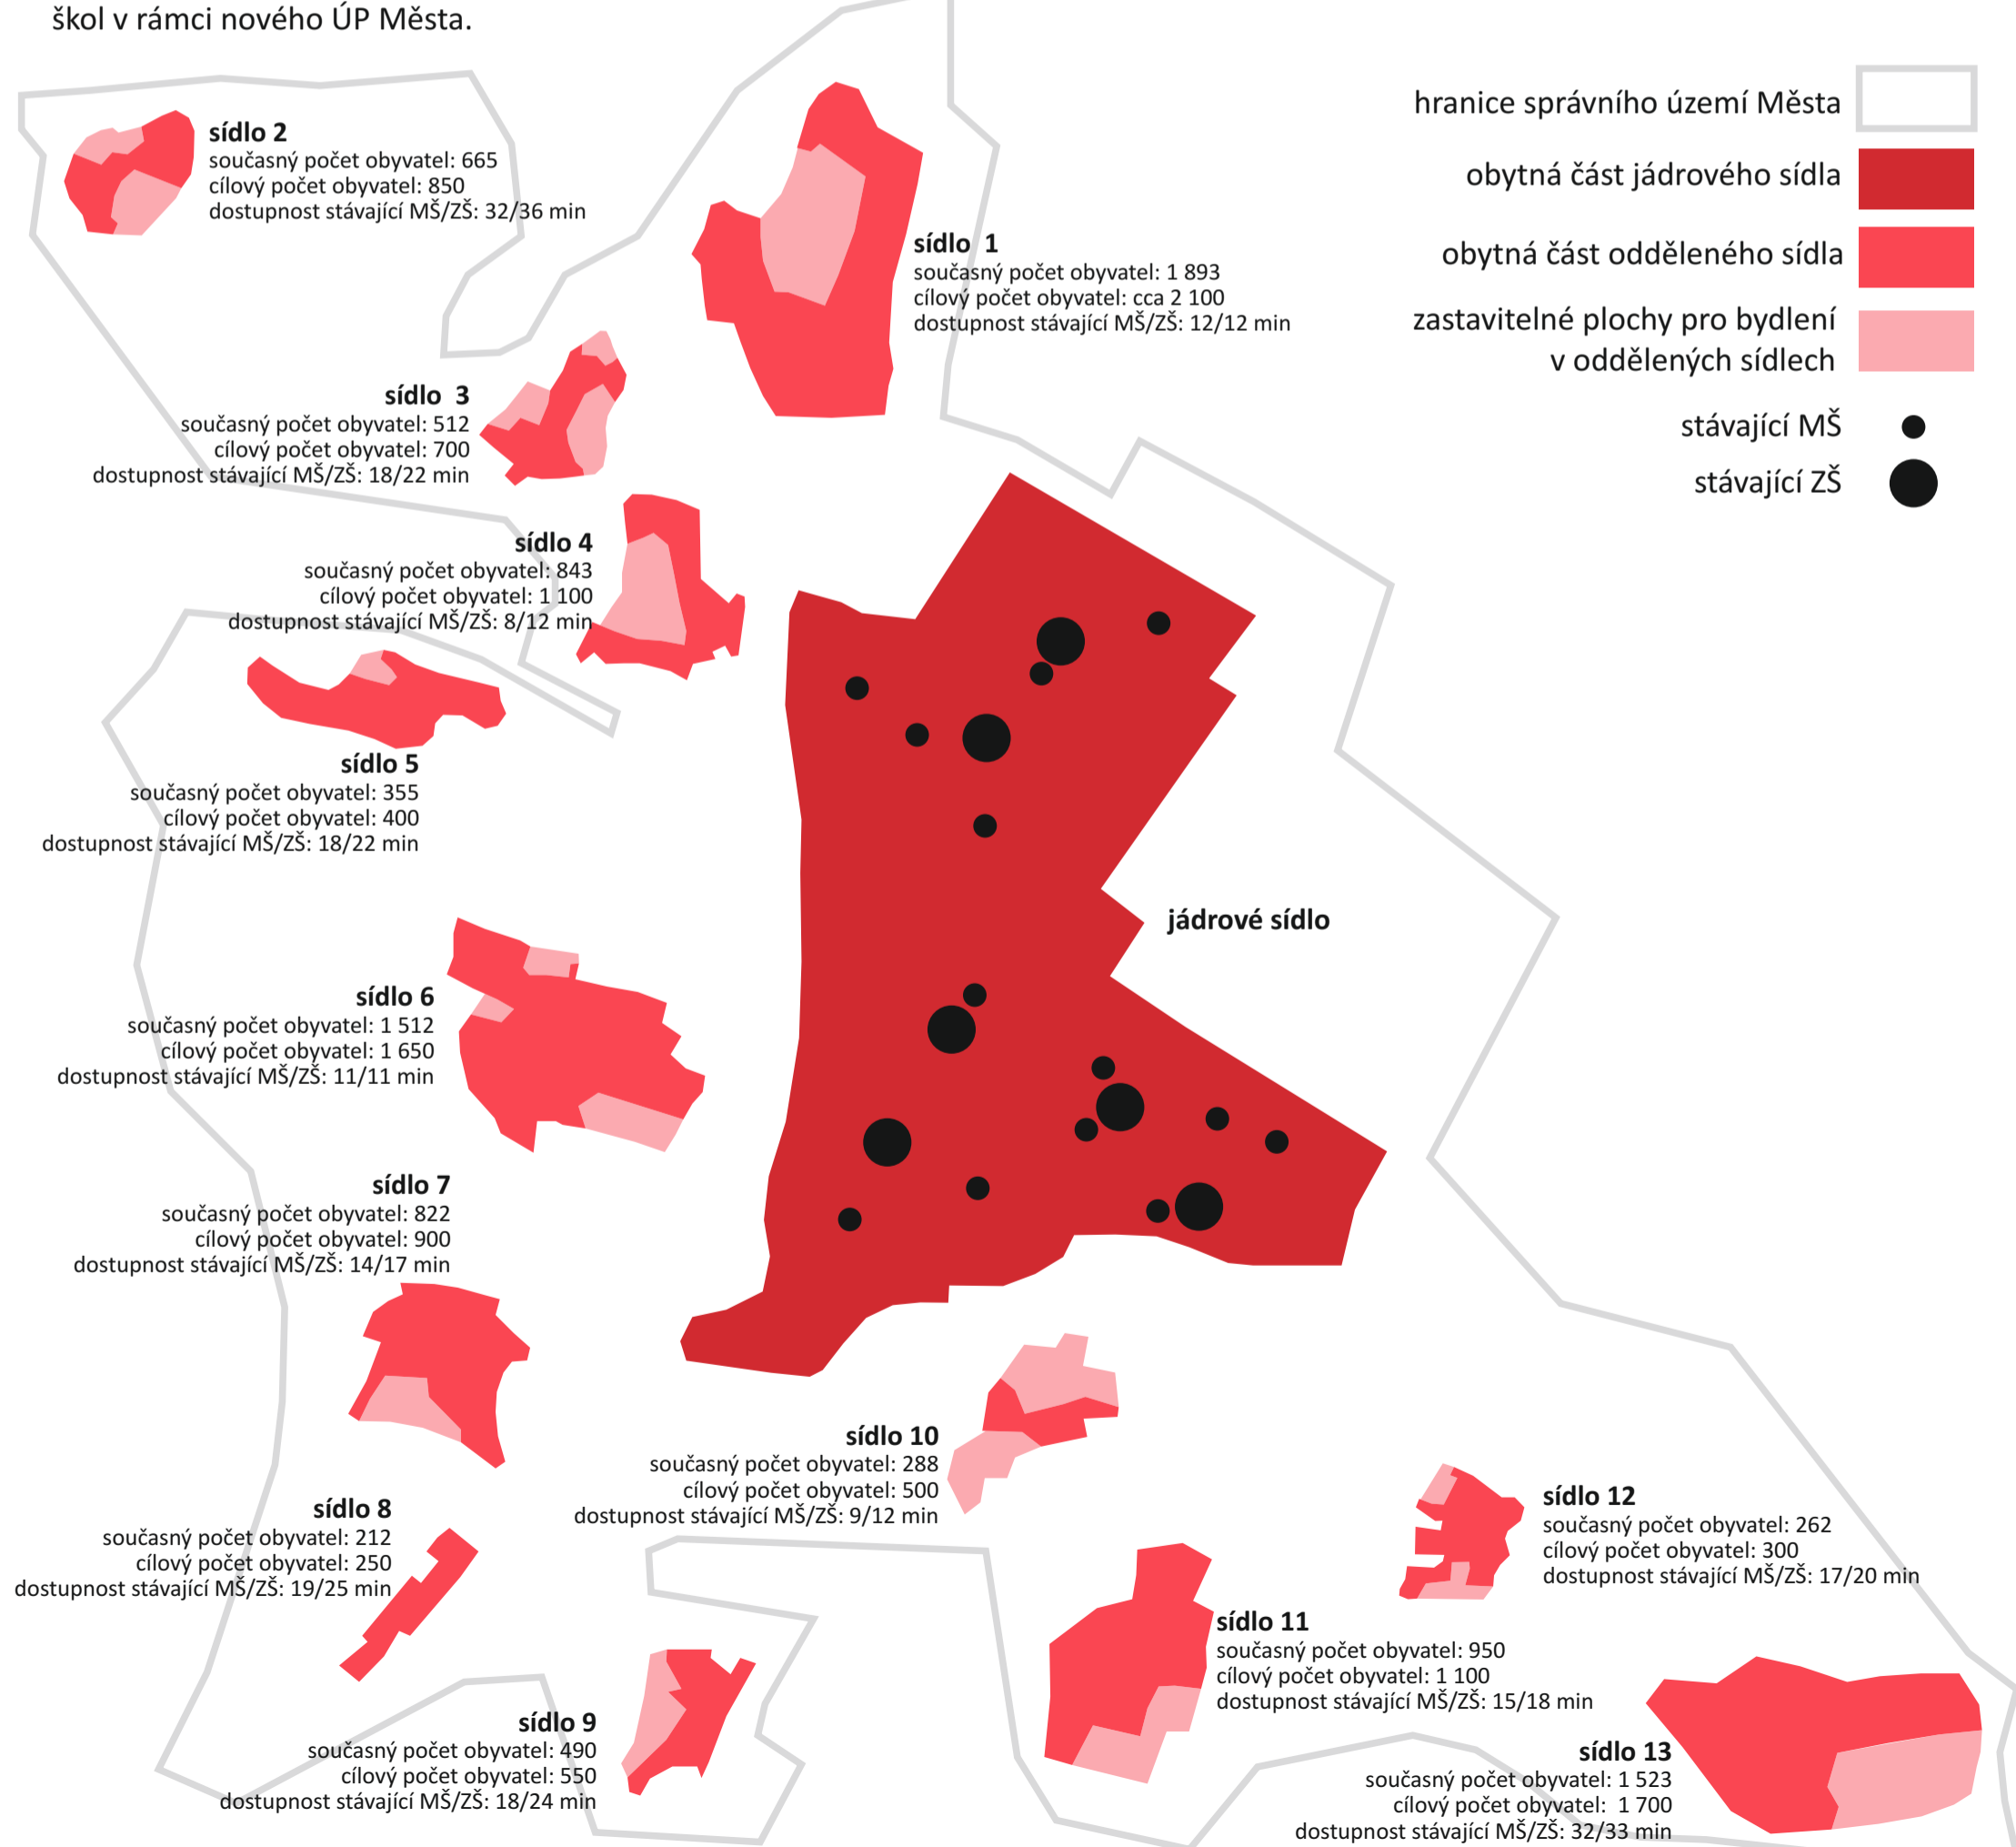 škol v rámci nového ÚP Města.
hranice správního území Města
obytná část jádrového sídla
obytná část odděleného sídla
zastavitelné plochy pro bydlení
v oddělených sídlech
stávající MŠ
stávající ZŠ
sídlo 2
současný počet obyvatel: 665
cílový počet obyvatel: 850
dostupnost stávající MŠ/ZŠ: 32/36 min
sídlo 1
současný počet obyvatel: 1 893
cílový počet obyvatel: cca 2 100
dostupnost stávající MŠ/ZŠ: 12/12 min
sídlo 3
současný počet obyvatel: 512
cílový počet obyvatel: 700
dostupnost stávající MŠ/ZŠ: 18/22 min
sídlo 4
současný počet obyvatel: 843
cílový počet obyvatel: 1 100
dostupnost stávající MŠ/ZŠ: 8/12 min
sídlo 5
současný počet obyvatel: 355
cílový počet obyvatel: 400
dostupnost stávající MŠ/ZŠ: 18/22 min
jádrové sídlo
sídlo 6
současný počet obyvatel: 1 512
cílový počet obyvatel: 1 650
dostupnost stávající MŠ/ZŠ: 11/11 min
sídlo 7
současný počet obyvatel: 822
cílový počet obyvatel: 900
dostupnost stávající MŠ/ZŠ: 14/17 min
sídlo 10
současný počet obyvatel: 288
cílový počet obyvatel: 500
dostupnost stávající MŠ/ZŠ: 9/12 min
sídlo 8
současný počet obyvatel: 212
cílový počet obyvatel: 250
dostupnost stávající MŠ/ZŠ: 19/25 min
sídlo 12
současný počet obyvatel: 262
cílový počet obyvatel: 300
dostupnost stávající MŠ/ZŠ: 17/20 min
sídlo 11
současný počet obyvatel: 950
cílový počet obyvatel: 1 100
dostupnost stávající MŠ/ZŠ: 15/18 min
sídlo 9
současný počet obyvatel: 490
cílový počet obyvatel: 550
dostupnost stávající MŠ/ZŠ: 18/24 min
sídlo 13
současný počet obyvatel: 1 523
cílový počet obyvatel: 1 700
dostupnost stávající MŠ/ZŠ: 32/33 min